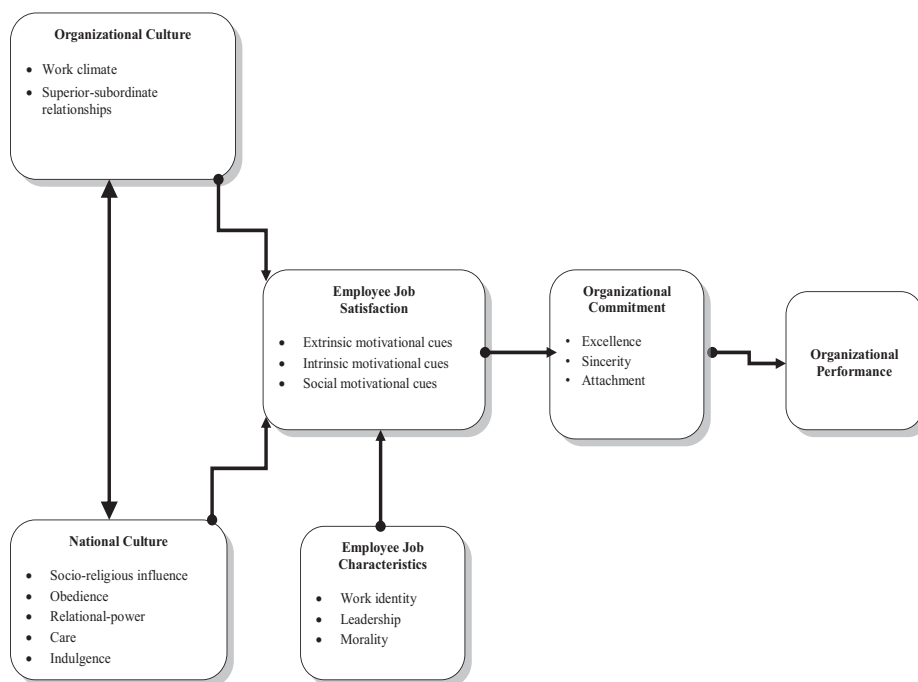 Organizational Culture
• Work climate
• Superior-subordinate
relationships
Employee Job
Satisfaction
• Extrinsic motivational cues
• Intrinsic motivational cues
• Social motivational cues
Organizational
Commitment
• Excellence
• Sincerity
• Attachment
Organizational
Performance
National Culture
• Socio-religious influence
• Obedience
• Relational-power
• Care
• Indulgence
Employee Job
Characteristics
• Work identity
• Leadership
• Morality